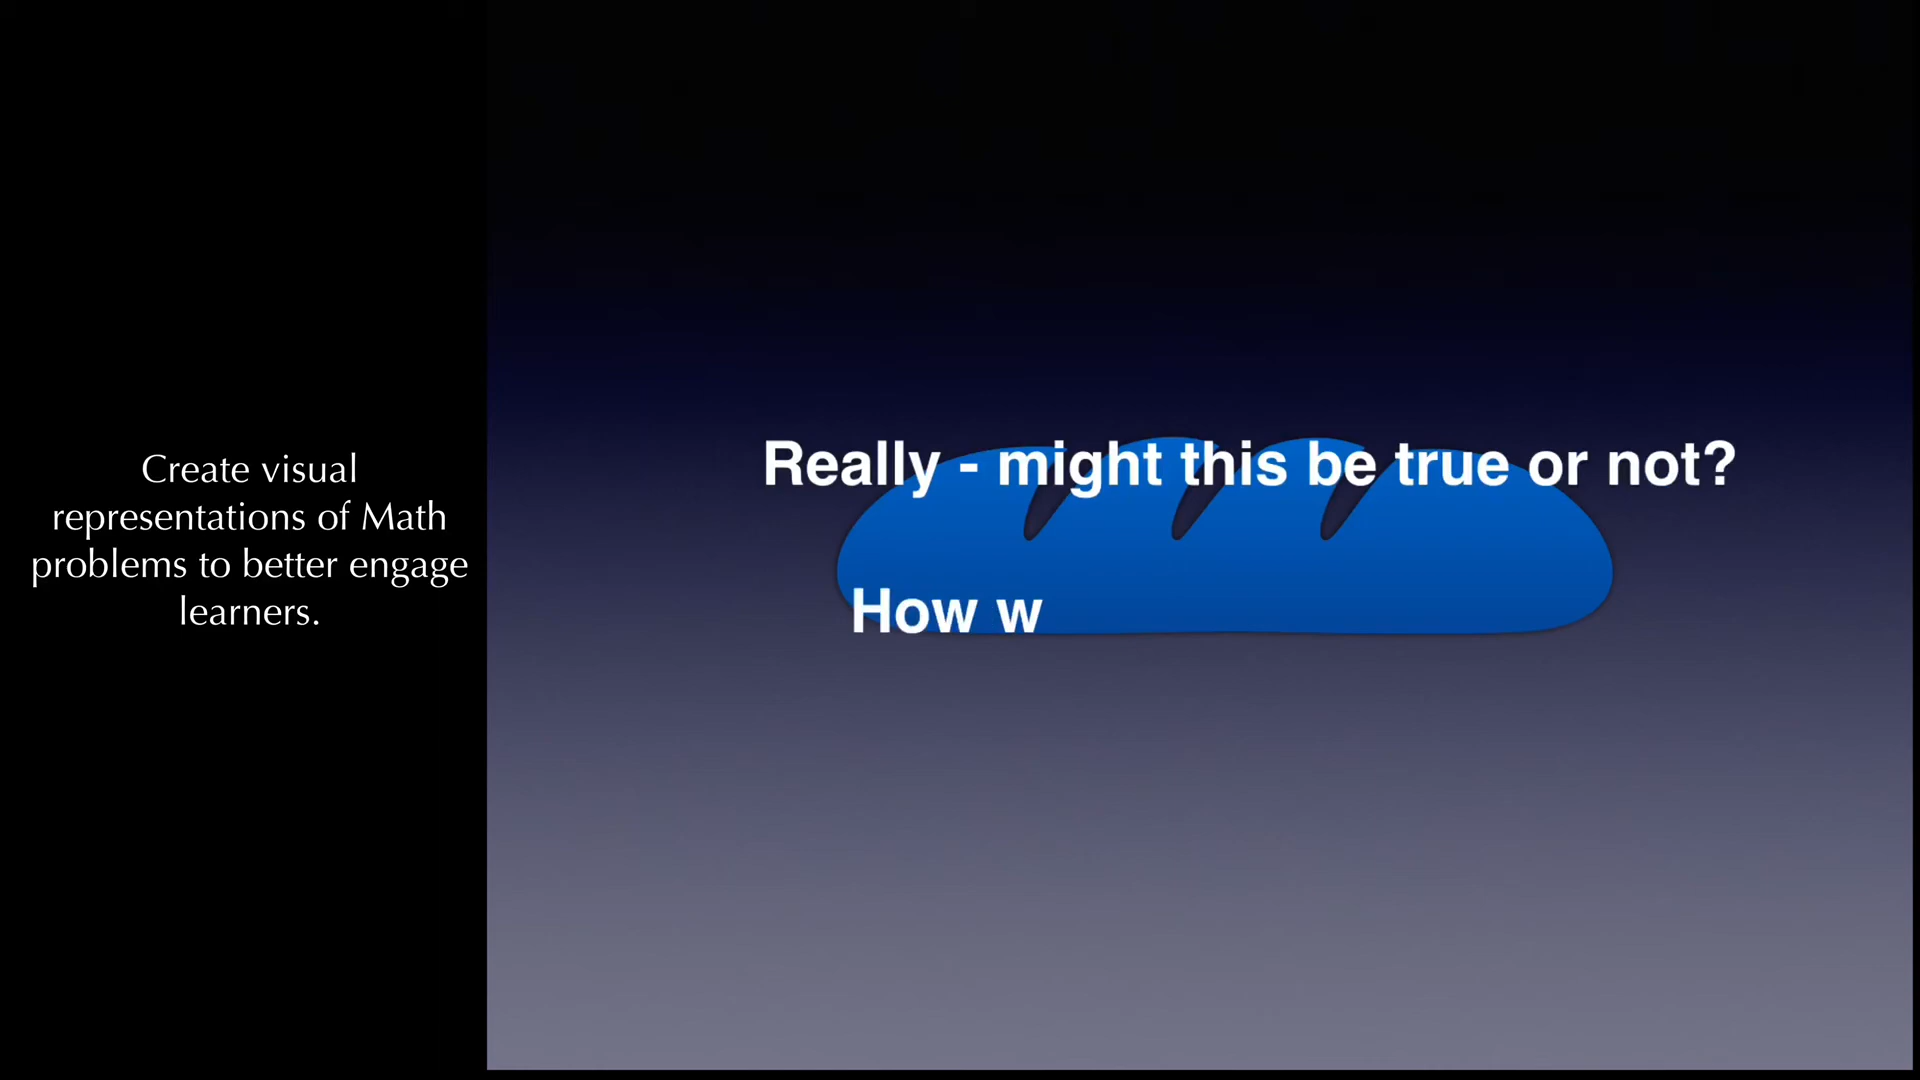 Create visual
representations of Math
problems to better engage
learners.
Really - might this be true or not?
How w